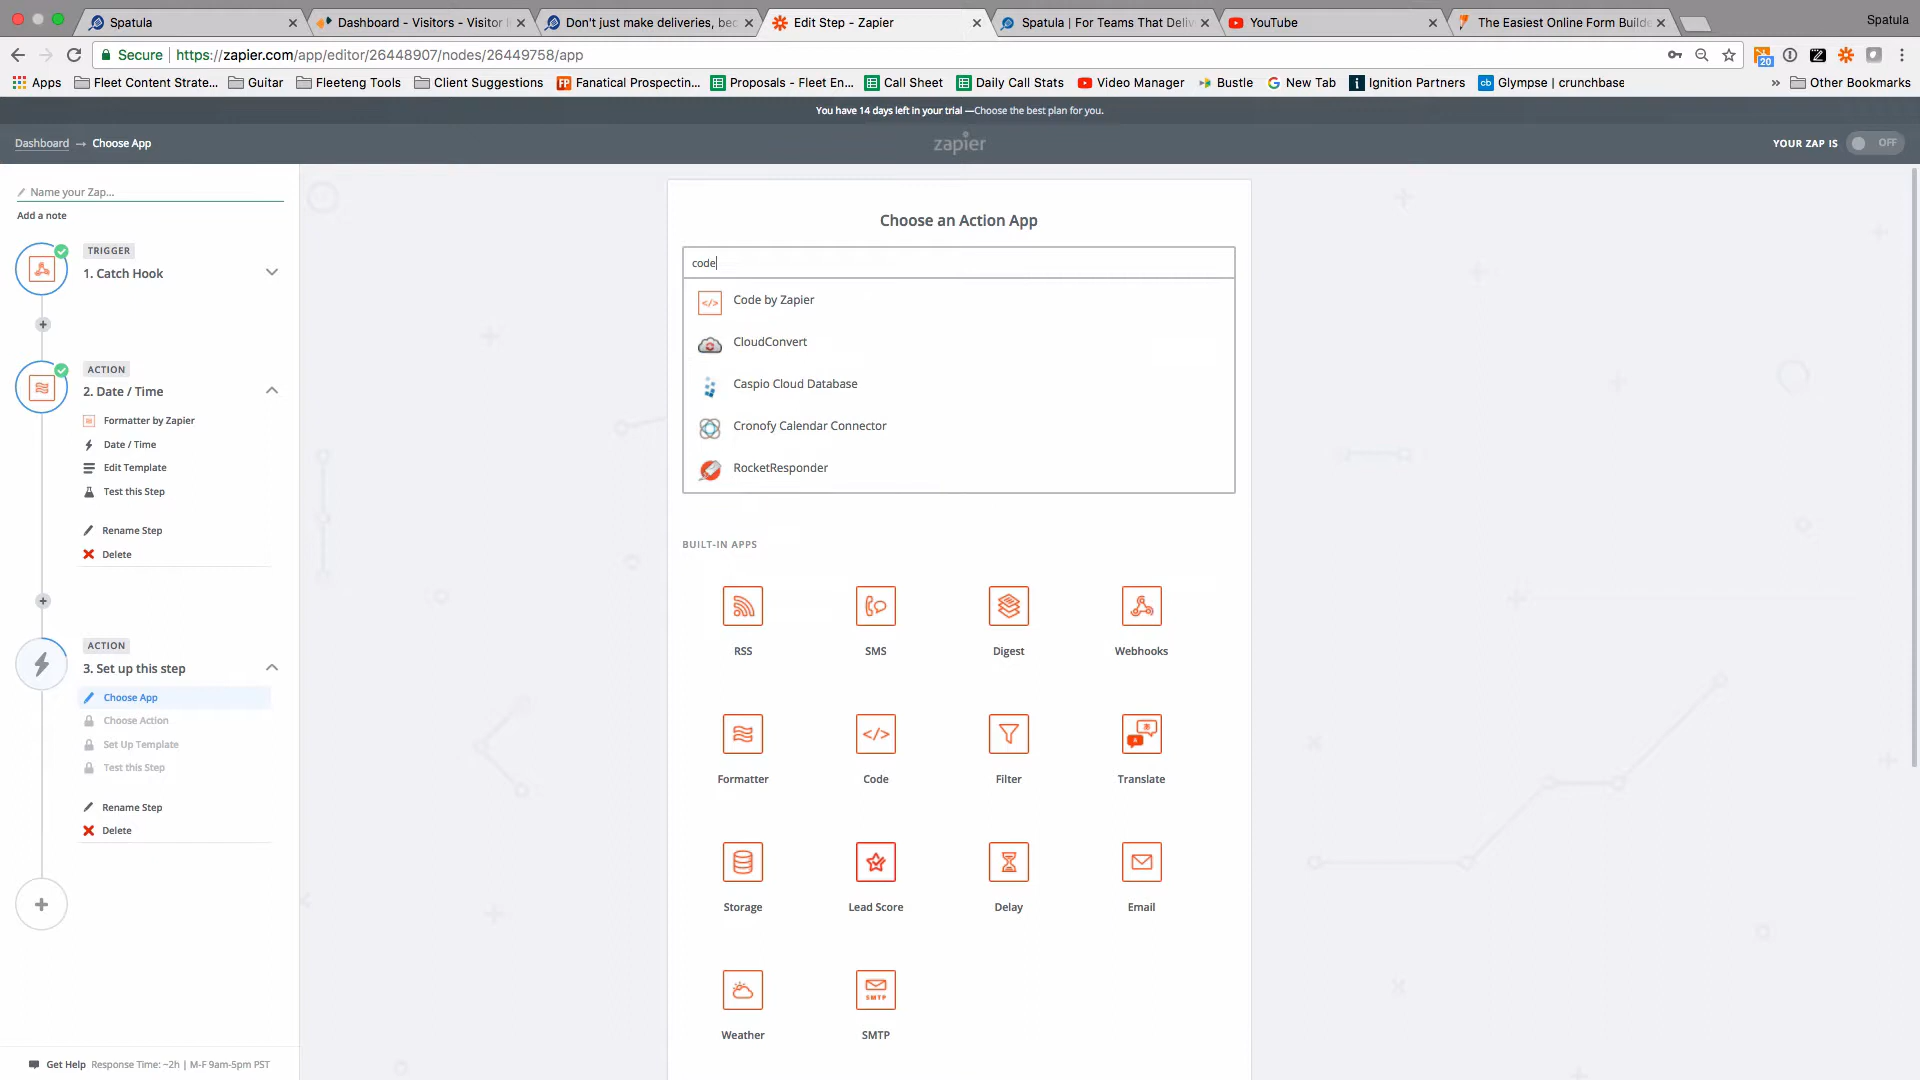 Spatula
Dashboard - Visitors - Visitor
Don't just make deliveries, bec
Edit Step - Zapier
Spatula | For Teams That Deliv
YouTube
The Easiest Online Form Builde
Spatula
Secure
https://zapier.com/app/editor/26448907/nodes/26449758/app
20
Apps
Fleet Content Strate...
Guitar
Fleeteng Tools
Client Suggestions
FP
Fanatical Prospectin...
Proposals - Fleet En...
Call Sheet
Daily Call Stats
Video Manager
Bustle
New Tab
Ignition Partners
cb
Glympse | crunchbase
»
Other Bookmarks
You have 14 days left in your trial —Choose the best plan for you.
Dashboard → Choose App
zapier
YOUR ZAP IS
OFF
Name your Zap...
Add a note
TRIGGER
1. Catch Hook
ACTION
2. Date / Time
Formatter by Zapier
Date / Time
Edit Template
Test this Step
Rename Step
Delete
ACTION
3. Set up this step
Choose App
Choose Action
Set Up Template
Test this Step
Rename Step
Delete
Get Help Response Time: ~2h | M-F 9am-5pm PST
Choose an Action App
code
Code by Zapier
CloudConvert
Caspio Cloud Database
Cronofy Calendar Connector
RocketResponder
BUILT-IN APPS
RSS
SMS
Digest
Webhooks
Formatter
Code
Filter
Translate
Storage
Lead Score
Delay
Email
Weather
SMTP
SMTP